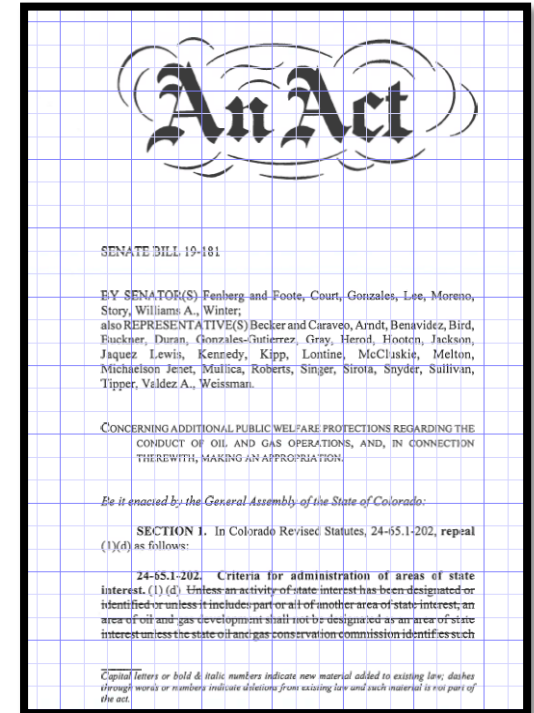 An Act
SENATE BILL 19-181
BY SENATOR(S) Fenberg and Foote, Court, Gonzales, Lee, Moreno,
Story, Williams A., Winter;
also REPRESENTATIVE(S) Becker and Caraveo, Arndt, Benavidez, Bird,
Buckner, Duran, Gonzales-Gutierrez, Gray, Herod, Hooton, Jackson,
Jaquez Lewis, Kennedy, Kipp, Lontine, McCluskie, Melton,
Michaelson Jenet, Mullica, Roberts, Singer, Sirota, Snyder, Sullivan,
Tipper, Valdez A., Weissman.
CONCERNING ADDITIONAL PUBLIC WELFARE PROTECTIONS REGARDING THE
CONDUCT OF OIL AND GAS OPERATIONS, AND, IN CONNECTION
THEREWITH, MAKING AN APPROPRIATION.
Be it enacted by the General Assembly of the State of Colorado:
SECTION 1. In Colorado Revised Statutes, 24-65.1-202, repeal
(1)(d) as follows:
24-65.1-202. Criteria for administration of areas of state
interest. (1) (d) Unless an activity of state interest has been designated or
identified or unless it includes part or all of another area of state interest, an
area of oil and gas development shall not be designated as an area of state
interest unless the state oil and gas conservation commission identifies such
Capital letters or bold & italic numbers indicate new material added to existing law; dashes
through words or numbers indicate deletions from existing law and such material is not part of
the act.